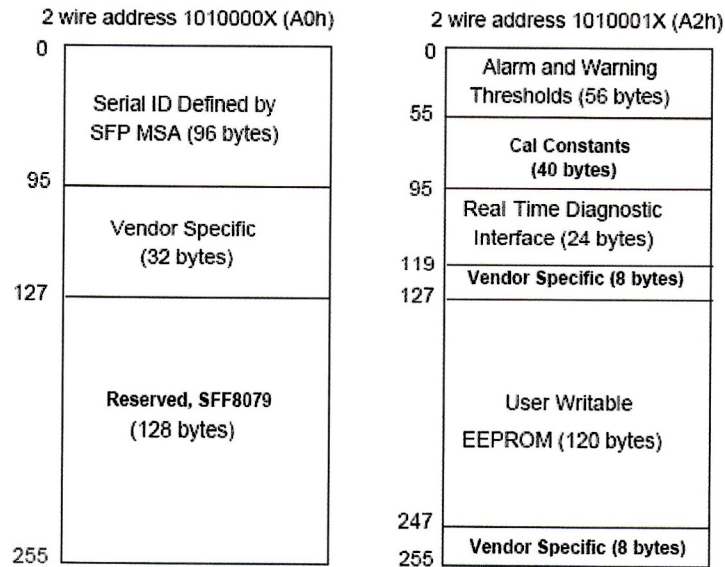 2 wire address 1010000X (A0h)
0
Serial ID Defined by
SFP MSA (96 bytes)
95
Vendor Specific
(32 bytes)
127
Reserved, SFF8079
(128 bytes)
255
2 wire address 1010001X (A2h)
0
Alarm and Warning
Thresholds (56 bytes)
55
Cal Constants
(40 bytes)
95
Real Time Diagnostic
Interface (24 bytes)
119
Vendor Specific (8 bytes)
127
User Writable
EEPROM (120 bytes)
247
Vendor Specific (8 bytes)
255